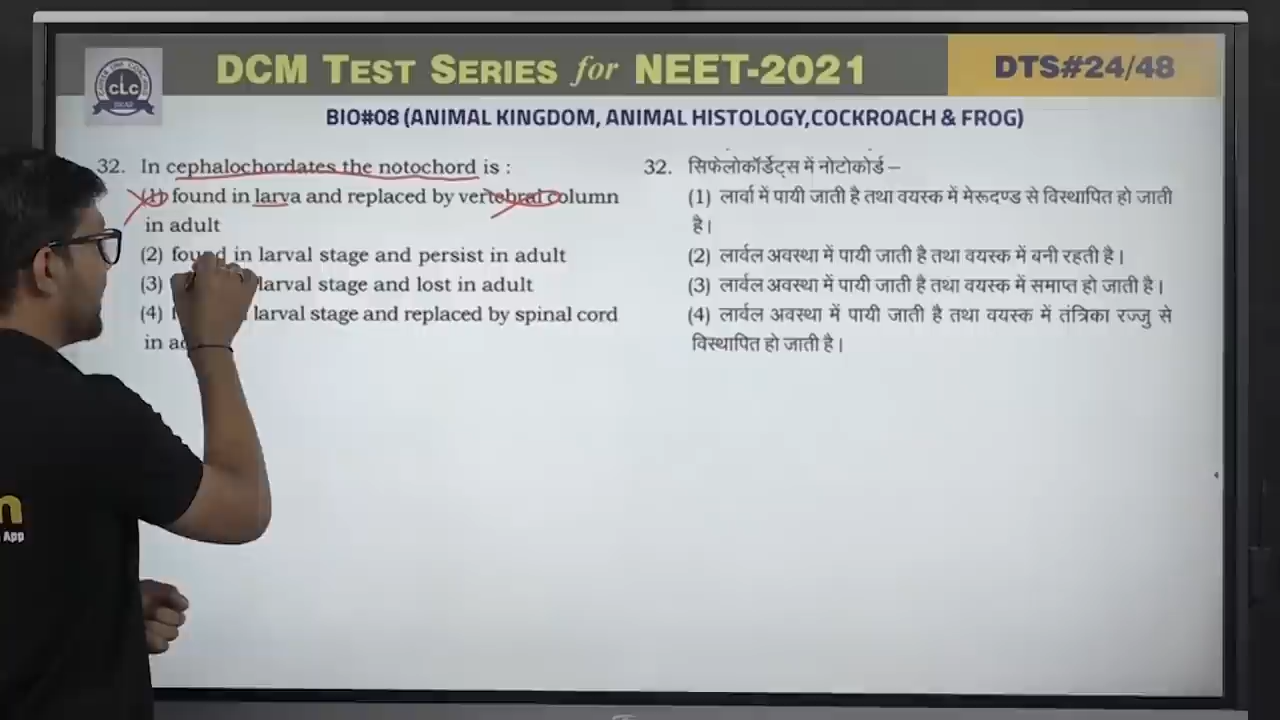 DCM TEST SERIES for NEET-2021
DTS#24/48
CLC
BIO#08 (ANIMAL KINGDOM, ANIMAL HISTOLOGY,COCKROACH & FROG)
32. In cephalochordates the notochord is :
(1) found in larva and replaced by vertebral column
in adult
(2) found in larval stage and persist in adult
(3) larval stage and lost in adult
(4) larval stage and replaced by spinal cord
in
32. सिफेलोकॉर्डेट्स में नोटोकोर्ड –
(1) लार्वा में पायी जाती है तथा वयस्क में मेरूदण्ड से विस्थापित हो जाती
है।
(2) लार्वल अवस्था में पायी जाती है तथा वयस्क में बनी रहती है।
(3) लार्वल अवस्था में पायी जाती है तथा वयस्क में समाप्त हो जाती है।
(4) लार्वल अवस्था में पायी जाती है तथा वयस्क में तंत्रिका रज्जु से
विस्थापित हो जाती है।
App